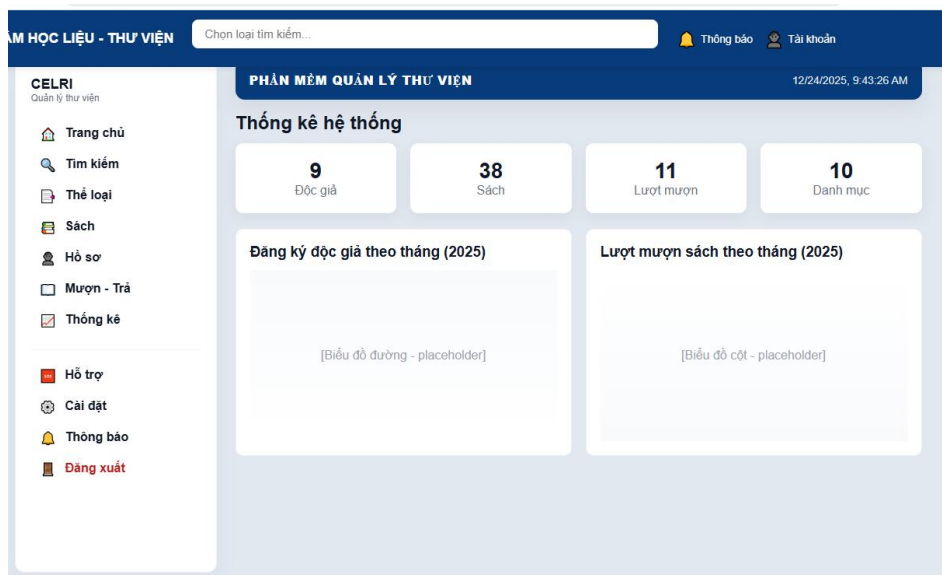 HỌC LIỆU - THƯ VIỆN
Chọn loại tìm kiếm...
Thông báo
Tài khoản
CELRI
Quản lý thư viện
Trang chủ
Tìm kiếm
Thể loại
Sách
Hồ sơ
Mượn - Trả
Thống kê
Hỗ trợ
Cài đặt
Thông báo
Đăng xuất
PHẦN MỀM QUẢN LÝ THƯ VIỆN
12/24/2025, 9:43:26 AM
Thống kê hệ thống
9
Độc giả
38
Sách
11
Lượt mượn
10
Danh mục
Đăng ký độc giả theo tháng (2025)
[Biểu đồ đường - placeholder]
Lượt mượn sách theo tháng (2025)
[Biểu đồ cột - placeholder]